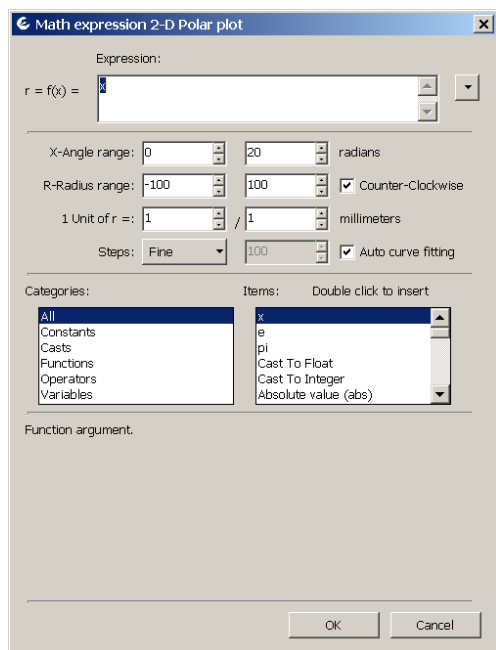 Math expression 2-D Polar plot
Expression:
r = f(x) = x
X-Angle range: 0 20 radians
R-Radius range: -100 100 Counter-Clockwise
1 Unit of r =: 1 / 1 millimeters
Steps: Fine 100 Auto curve fitting
Categories: Items: Double click to insert
All x
Constants e
Casts pi
Functions Cast To Float
Operators Cast To Integer
Variables Absolute value (abs)
Function argument.
OK Cancel